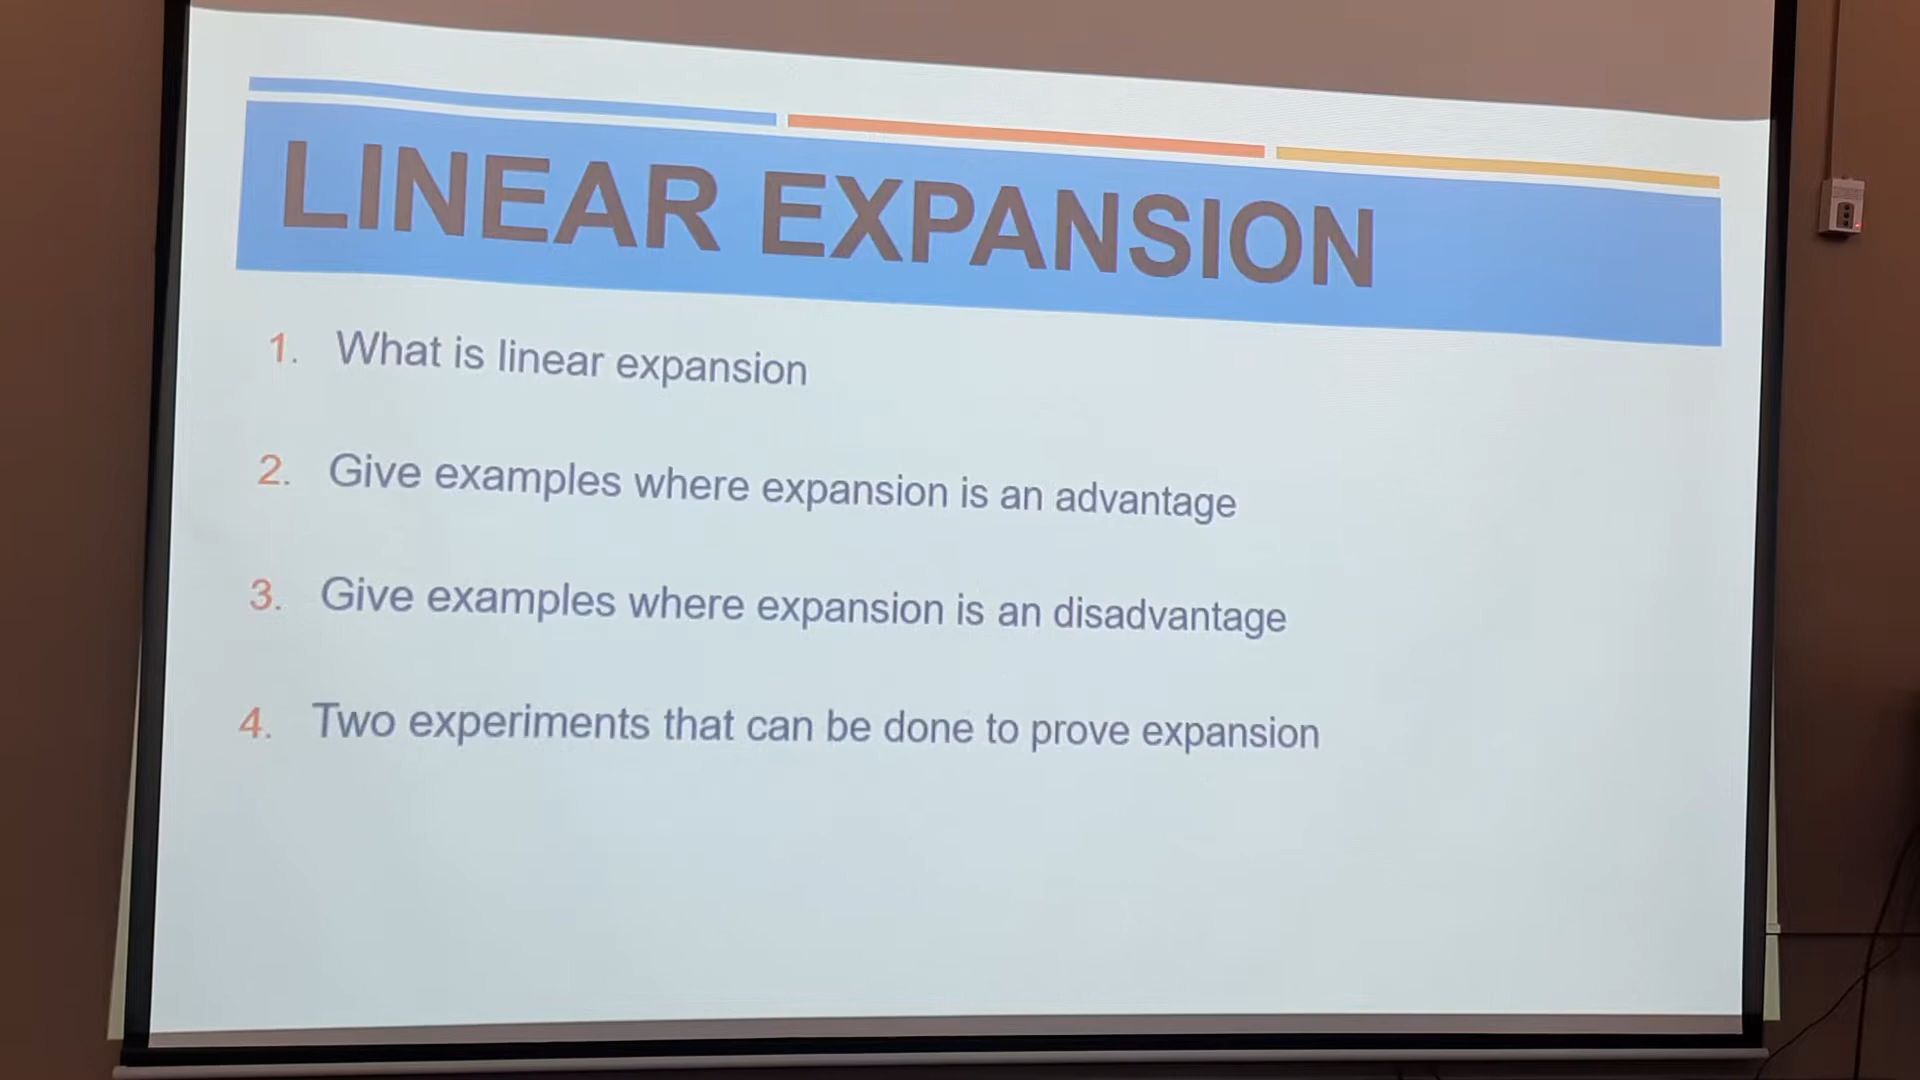 LINEAR EXPANSION
1. What is linear expansion
2. Give examples where expansion is an advantage
3. Give examples where expansion is an disadvantage
4. Two experiments that can be done to prove expansion